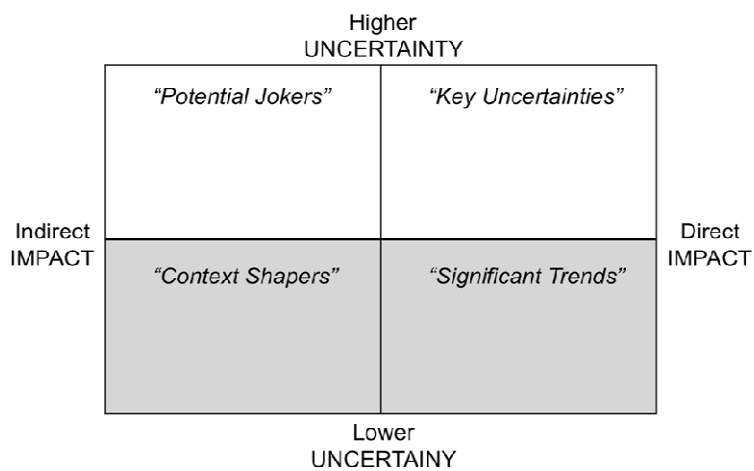 Higher
UNCERTAINTY
“Potential Jokers”
“Key Uncertainties”
Indirect
IMPACT
Direct
IMPACT
“Context Shapers”
“Significant Trends”
Lower
UNCERTAINY